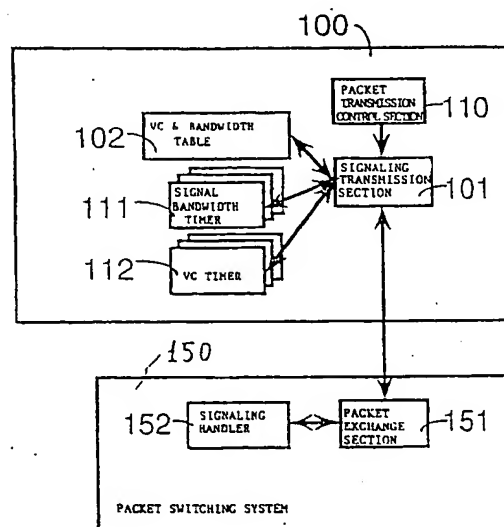 100
PACKET
TRANSMISSION
CONTROL SECTION
110
VC & BANDWIDTH
TABLE
102
SIGNALING
TRANSMISSION
SECTION
101
SIGNAL
BANDWIDTH
TIMER
111
VC TIMER
112
150
SIGNALING
HANDLER
152
PACKET
EXCHANGE
SECTION
151
PACKET SWITCHING SYSTEM